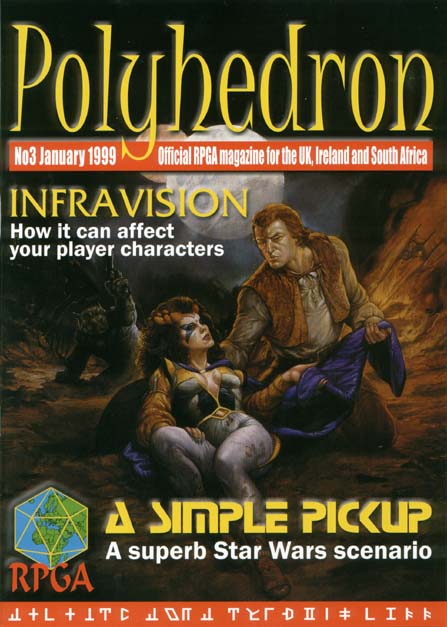 Polyhedron
No3 January 1999
Official RPGA magazine for the UK, Ireland and South Africa
INFRAVISION
How it can affect
your player characters
A SIMPLE PICKUP
A superb Star Wars scenario
RPGA